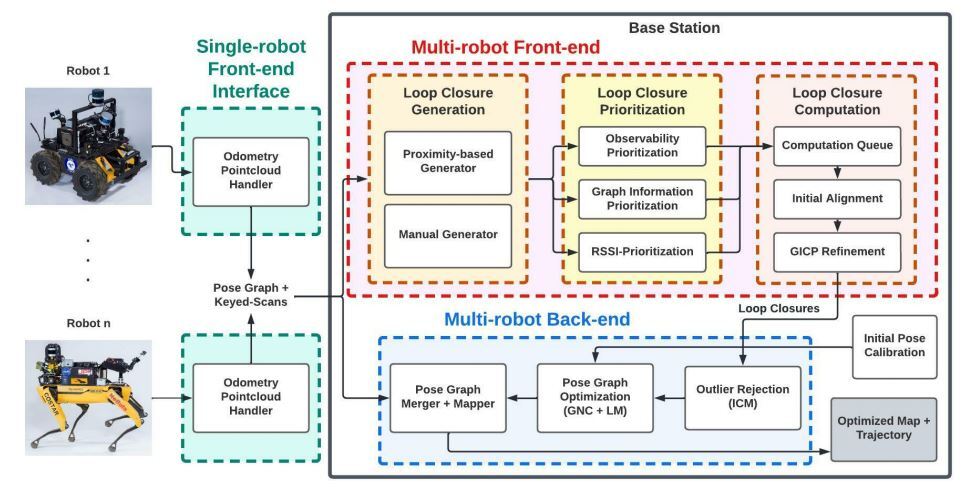 Base Station
Single-robot
Front-end
Interface
Multi-robot Front-end
Robot 1
Odometry
Pointcloud
Handler
Loop Closure
Generation
Proximity-based
Generator
Manual Generator
Loop Closure
Prioritization
Observability
Prioritization
Graph Information
Prioritization
RSSI-Prioritization
Loop Closure
Computation
Computation Queue
Initial Alignment
GICP Refinement
Pose Graph +
Keyed-Scans
Loop Closures
Robot n
COSTAR
Odometry
Pointcloud
Handler
Multi-robot Back-end
Pose Graph
Merger + Mapper
Pose Graph
Optimization
(GNC + LM)
Outlier Rejection
(ICM)
Initial Pose
Calibration
Optimized Map +
Trajectory